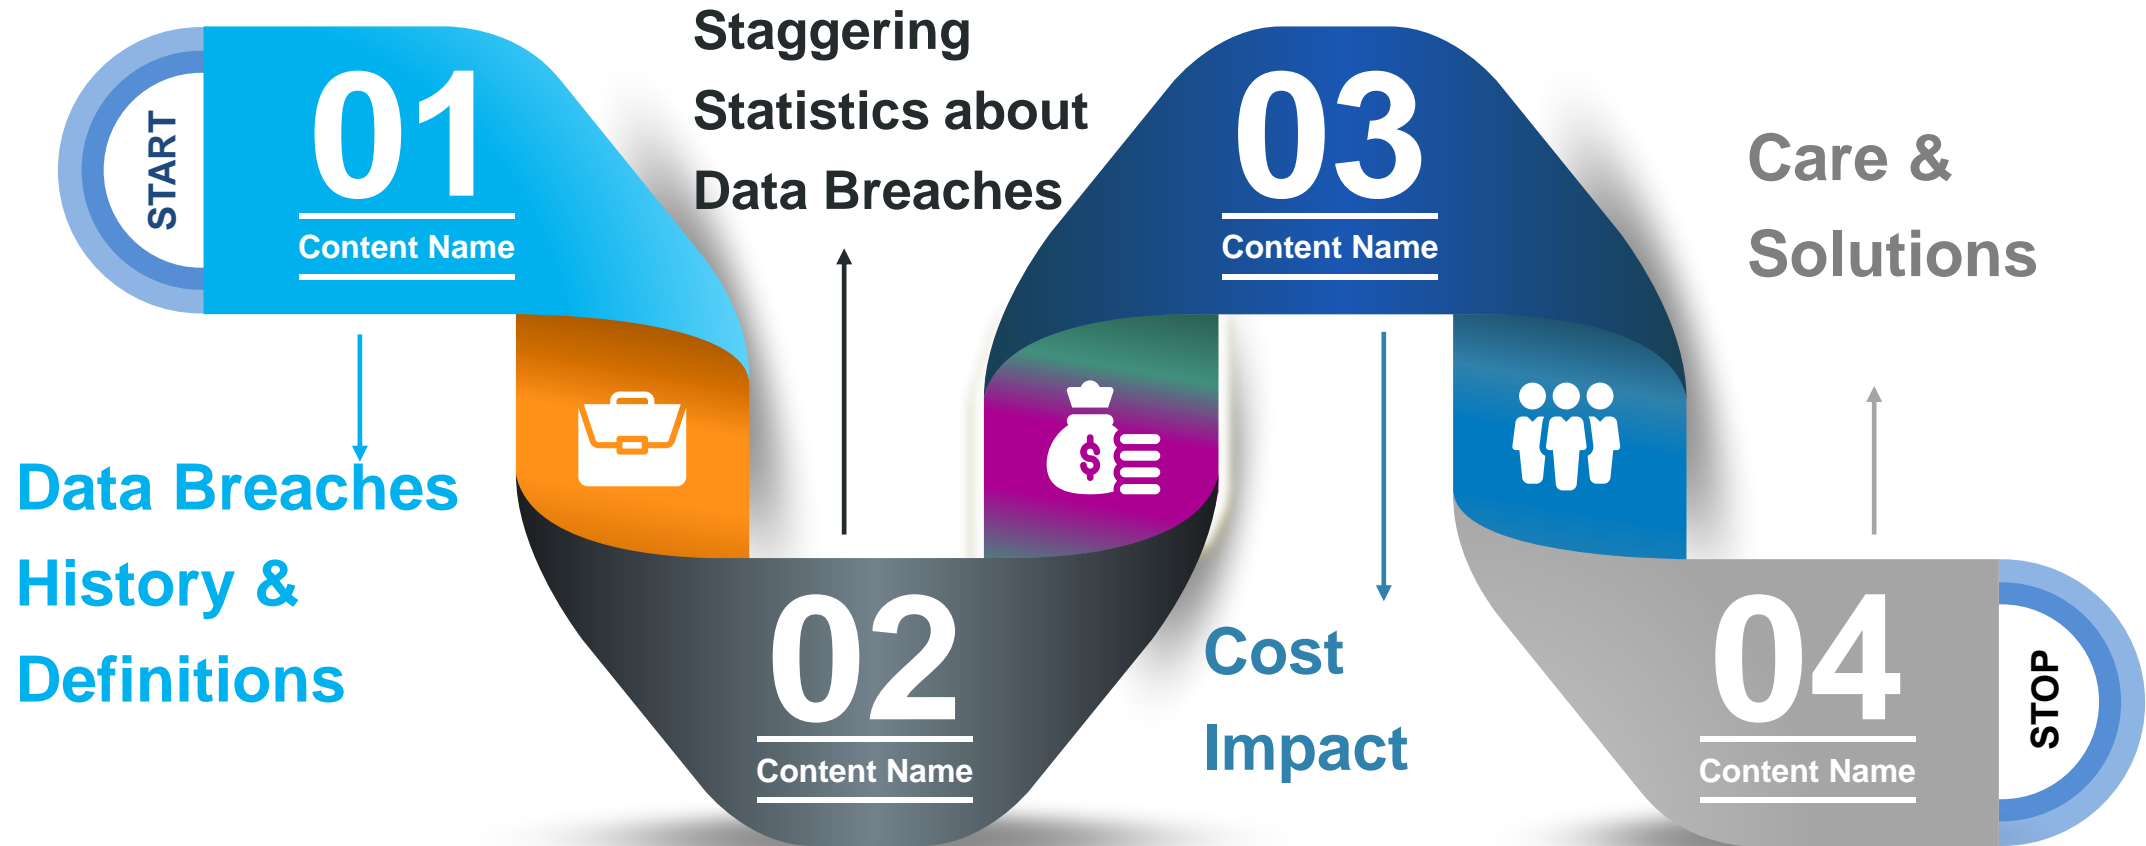 START
01
Content Name
Data Breaches
History &
Definitions
Staggering
Statistics about
Data Breaches
02
Content Name
03
Content Name
Cost
Impact
Care &
Solutions
04
Content Name
STOP
$